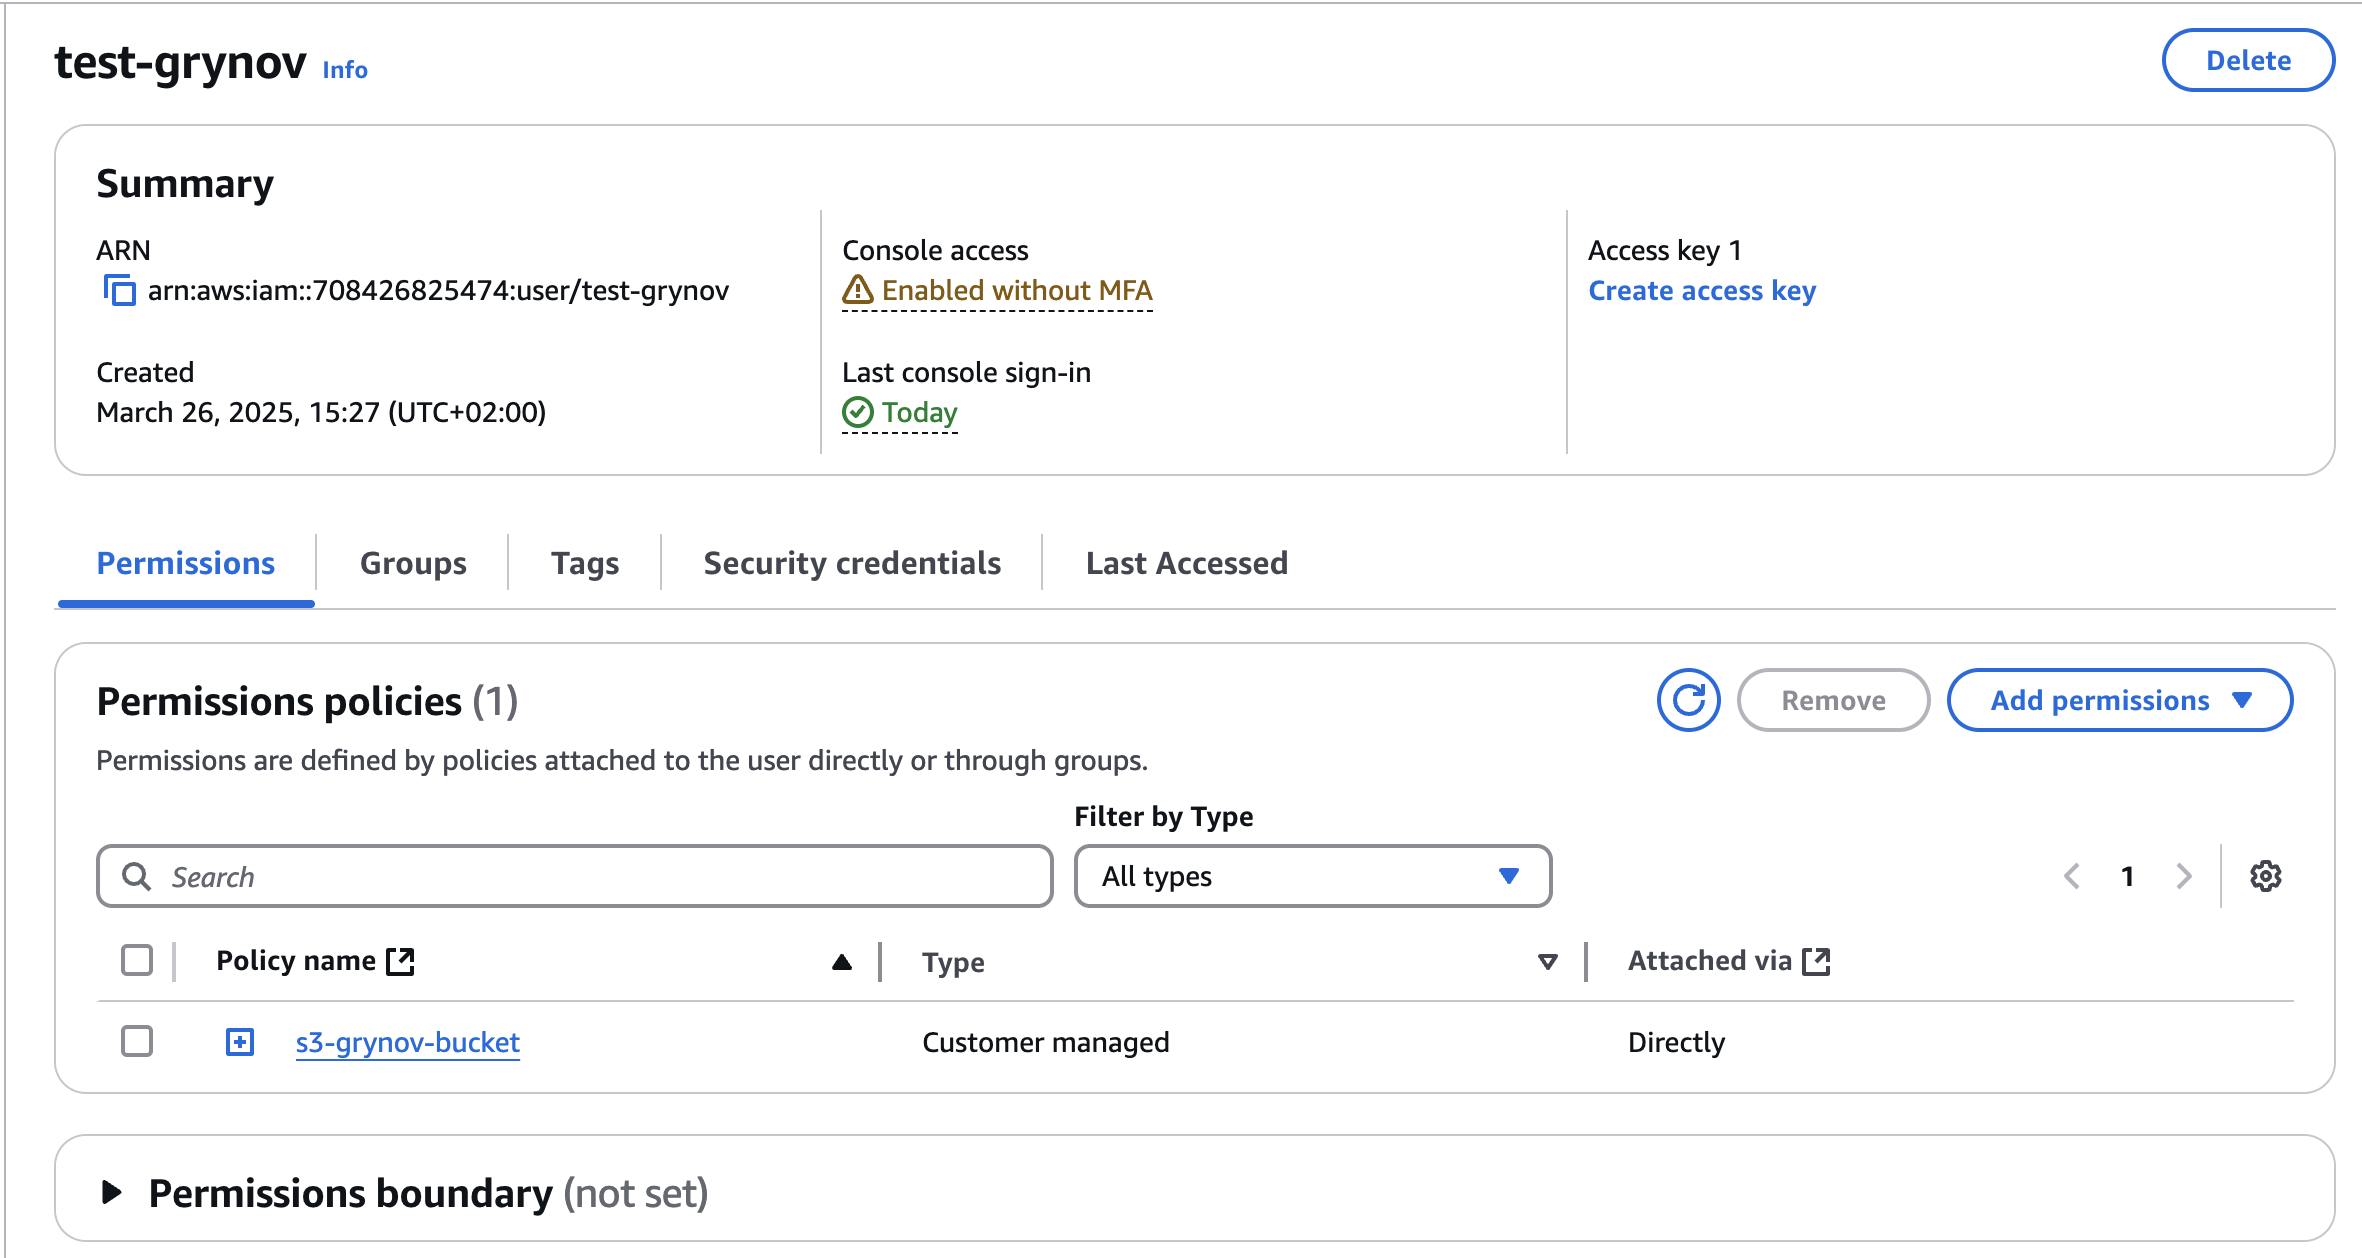 test-grynov Info
Delete
Summary
ARN
arn:aws:iam::708426825474:user/test-grynov
Console access
Enabled without MFA
Access key 1
Create access key
Created
March 26, 2025, 15:27 (UTC+02:00)
Last console sign-in
Today
Permissions
Groups
Tags
Security credentials
Last Accessed
Permissions policies (1)
Remove
Add permissions
Permissions are defined by policies attached to the user directly or through groups.
Filter by Type
Search
All types
1
Policy name
Type
Attached via
s3-grynov-bucket
Customer managed
Directly
Permissions boundary (not set)